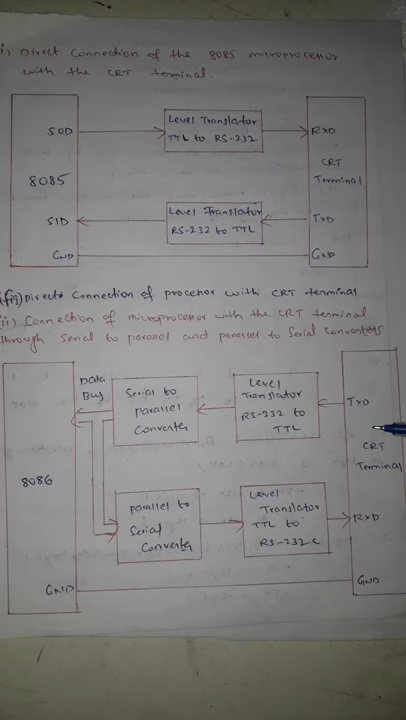 i) Direct Connection of the 8085 microprocessor
with the CRT terminal.
8085
SOD
Level Translator
TTL to RS-232
RXD
CRT
Terminal
SID
Level Translator
RS-232 to TTL
TXD
GND
GND
(fig) Direct Connection of processor with CRT terminal
(ii) Connection of microprocessor with the CRT terminal
through Serial to parallel and parallel to Serial converters
8086
Data
Bus
Serial to
parallel
Converter
Level
Translator
RS-232 to
TTL
TXD
CRT
Terminal
parallel to
Serial
Converter
Level
Translator
TTL to
RS-232 C
RXD
GND
GND